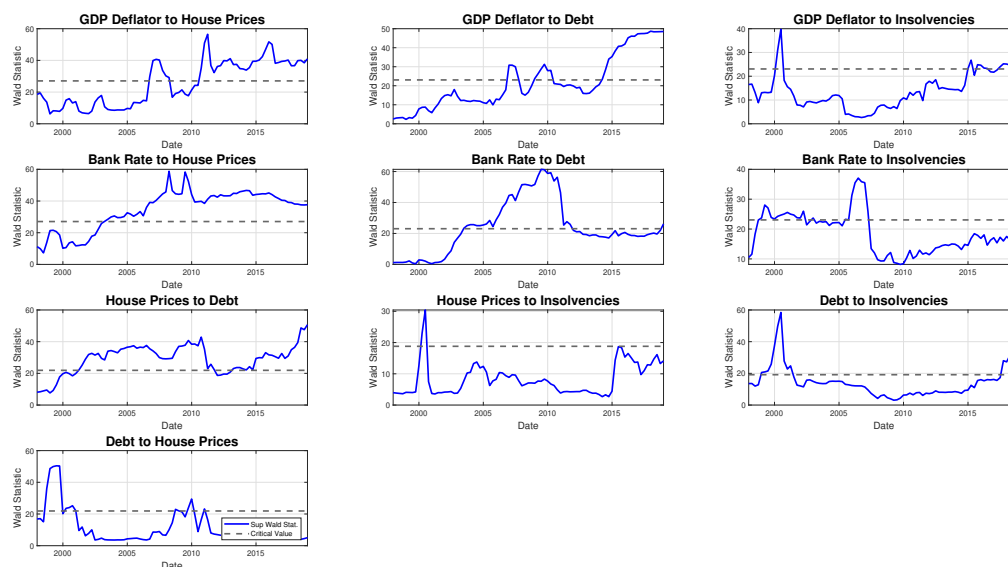 GDP Deflator to House Prices
60
40
20
0
Wald Statistic
2000 2005 2010 2015
Date
GDP Deflator to Debt
50
40
30
20
10
0
Wald Statistic
2000 2005 2010 2015
Date
GDP Deflator to Insolvencies
40
30
20
10
0
Wald Statistic
2000 2005 2010 2015
Date
Bank Rate to House Prices
60
40
20
0
Wald Statistic
2000 2005 2010 2015
Date
Bank Rate to Debt
60
40
20
0
Wald Statistic
2000 2005 2010 2015
Date
Bank Rate to Insolvencies
40
30
20
10
Wald Statistic
2000 2005 2010 2015
Date
House Prices to Debt
60
40
20
0
Wald Statistic
2000 2005 2010 2015
Date
House Prices to Insolvencies
30
20
10
0
Wald Statistic
2000 2005 2010 2015
Date
Debt to Insolvencies
60
40
20
0
Wald Statistic
2000 2005 2010 2015
Date
Debt to House Prices
60
40
20
0
Wald Statistic
Sup Wald Stat.
Critical Value
2000 2005 2010 2015
Date